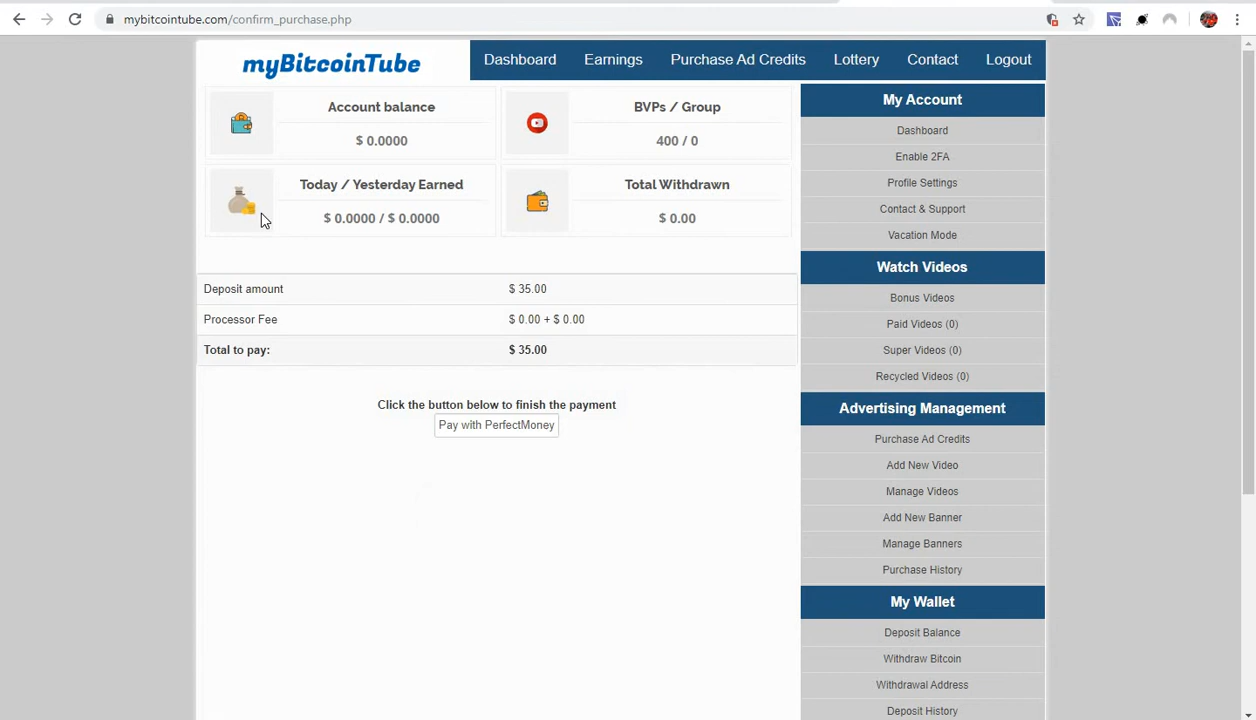 mybitcointube.com/confirm_purchase.php
myBitcoinTube
Dashboard Earnings Purchase Ad Credits Lottery Contact Logout
Account balance
$ 0.0000
BVPs / Group
400 / 0
Today / Yesterday Earned
$ 0.0000 / $ 0.0000
Total Withdrawn
$ 0.00
Deposit amount $ 35.00
Processor Fee $ 0.00 + $ 0.00
Total to pay: $ 35.00
Click the button below to finish the payment
Pay with PerfectMoney
My Account
Dashboard
Enable 2FA
Profile Settings
Contact & Support
Vacation Mode
Watch Videos
Bonus Videos
Paid Videos (0)
Super Videos (0)
Recycled Videos (0)
Advertising Management
Purchase Ad Credits
Add New Video
Manage Videos
Add New Banner
Manage Banners
Purchase History
My Wallet
Deposit Balance
Withdraw Bitcoin
Withdrawal Address
Deposit History